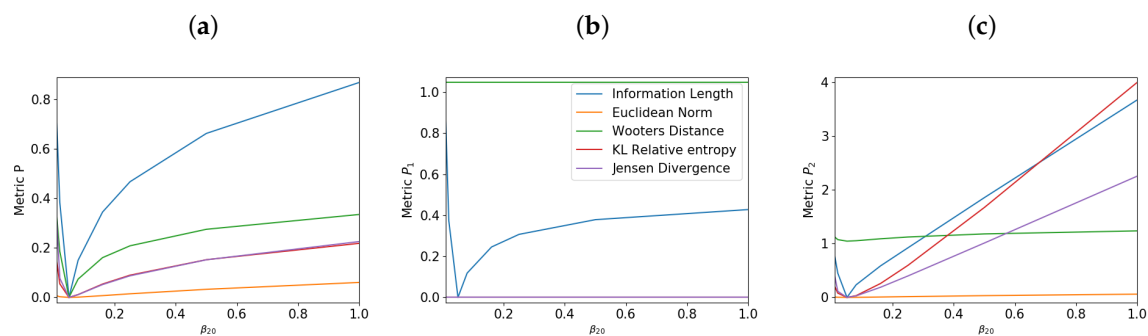 (a)
(b)
(c)
Metric P
0.8
0.6
0.4
0.2
0.0
0.2 0.4 0.6 0.8 1.0
β20
Metric P1
1.0
0.8
0.6
0.4
0.2
0.0
Information Length
Euclidean Norm
Wooters Distance
KL Relative entropy
Jensen Divergence
0.2 0.4 0.6 0.8 1.0
β20
Metric P2
4
3
2
1
0
0.2 0.4 0.6 0.8 1.0
β20